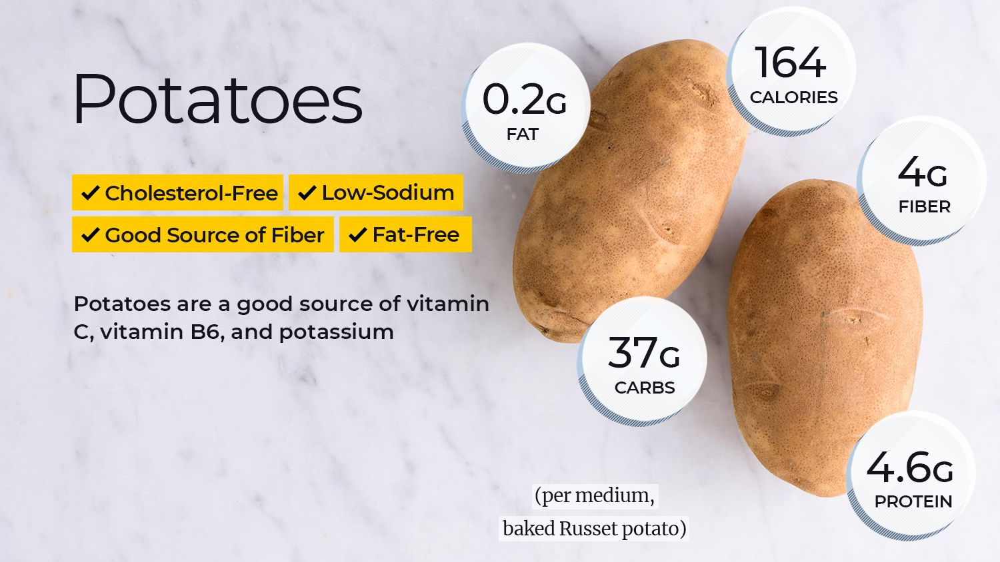 Potatoes
✓ Cholesterol-Free ✓ Low-Sodium
✓ Good Source of Fiber ✓ Fat-Free
Potatoes are a good source of vitamin
C, vitamin B6, and potassium
0.2G
FAT
164
CALORIES
4G
FIBER
37G
CARBS
4.6G
PROTEIN
(per medium,
baked Russet potato)